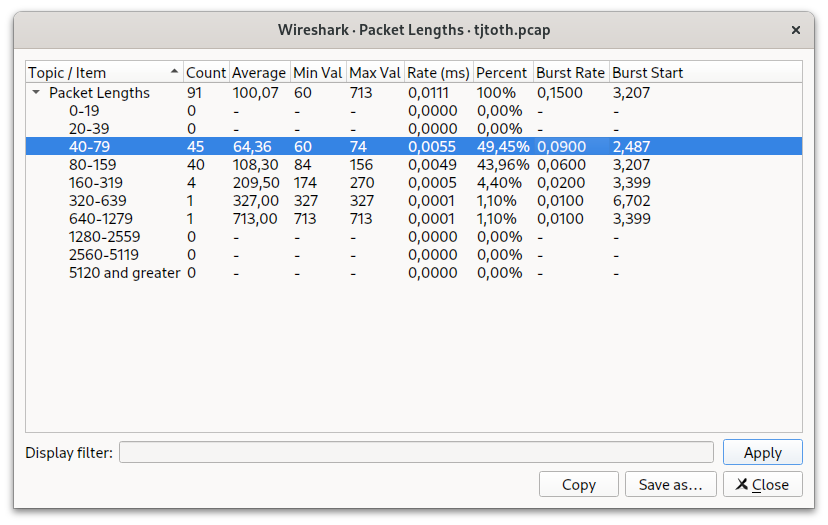 Wireshark · Packet Lengths · tjtoth.pcap
Topic / Item Count Average Min Val Max Val Rate (ms) Percent Burst Rate Burst Start
Packet Lengths 91 100,07 60 713 0,0111 100% 0,1500 3,207
0-19 0 - - - 0,0000 0,00% - -
20-39 0 - - - 0,0000 0,00% - -
40-79 45 64,36 60 74 0,0055 49,45% 0,0900 2,487
80-159 40 108,30 84 156 0,0049 43,96% 0,0600 3,207
160-319 4 209,50 174 270 0,0005 4,40% 0,0200 3,399
320-639 1 327,00 327 327 0,0001 1,10% 0,0100 6,702
640-1279 1 713,00 713 713 0,0001 1,10% 0,0100 3,399
1280-2559 0 - - - 0,0000 0,00% - -
2560-5119 0 - - - 0,0000 0,00% - -
5120 and greater 0 - - - 0,0000 0,00% - -
Display filter: Apply
Copy Save as... Close